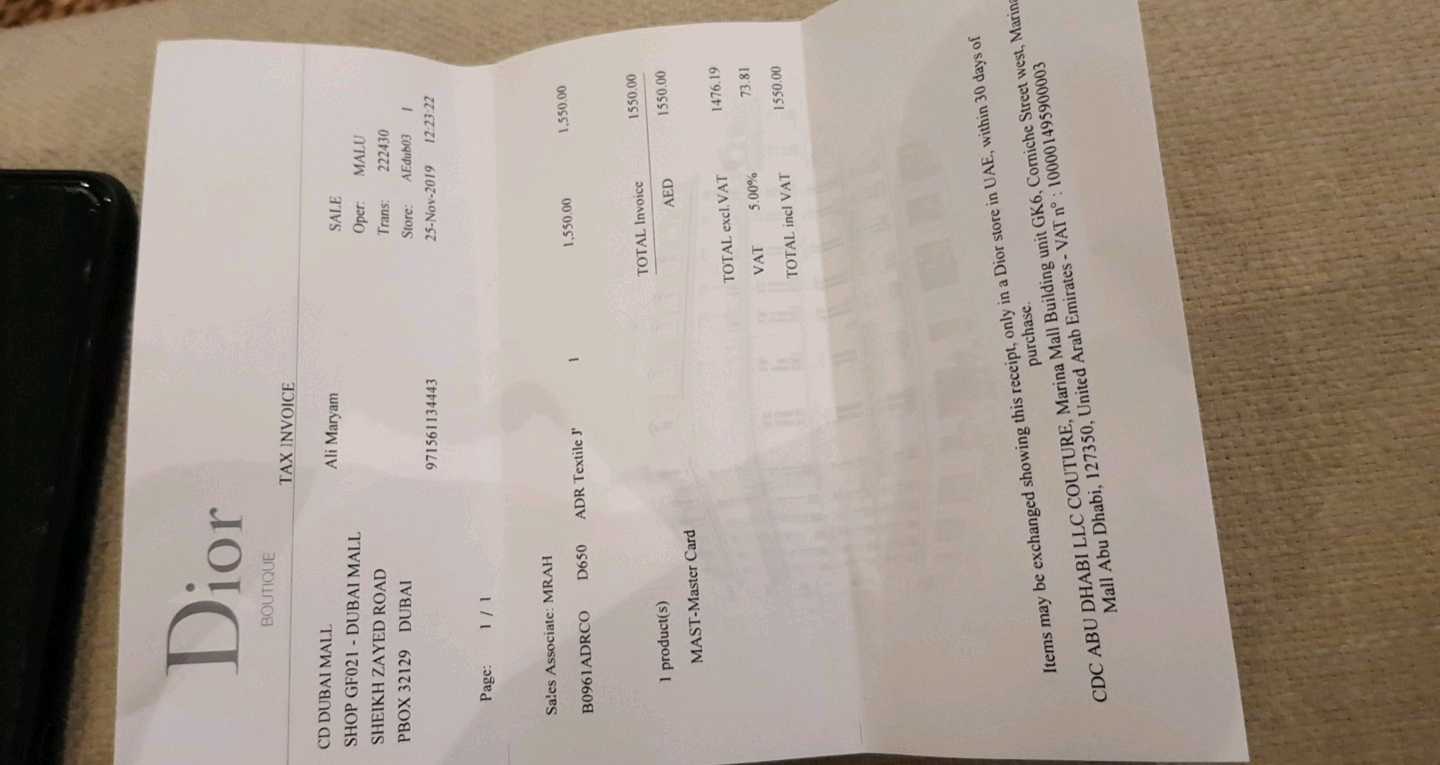 Dior
BOUTIQUE
TAX INVOICE
CD DUBAI MALL Ali Maryam SALE
SHOP GF021 - DUBAI MALL Oper: MALU
SHEIKH ZAYED ROAD Trans: 222430
PBOX 32129 DUBAI Store: AEdub03 1
971561134443 25-Nov-2019 12:23:22
Page: 1 / 1
Sales Associate: MRAH
B0961ADRCO D650 ADR Textile J' 1 1,550.00 1,550.00
TOTAL Invoice 1550.00
1 product(s)
MAST-Master Card AED 1550.00
TOTAL excl.VAT 1476.19
VAT 5.00% 73.81
TOTAL incl VAT 1550.00
Items may be exchanged showing this receipt, only in a Dior store in UAE, within 30 days of
purchase.
CDC ABU DHABI LLC COUTURE, Marina Mall Building unit GK6, Corniche Street west, Marina
Mall Abu Dhabi, 127350, United Arab Emirates - VAT n° : 100001495900003